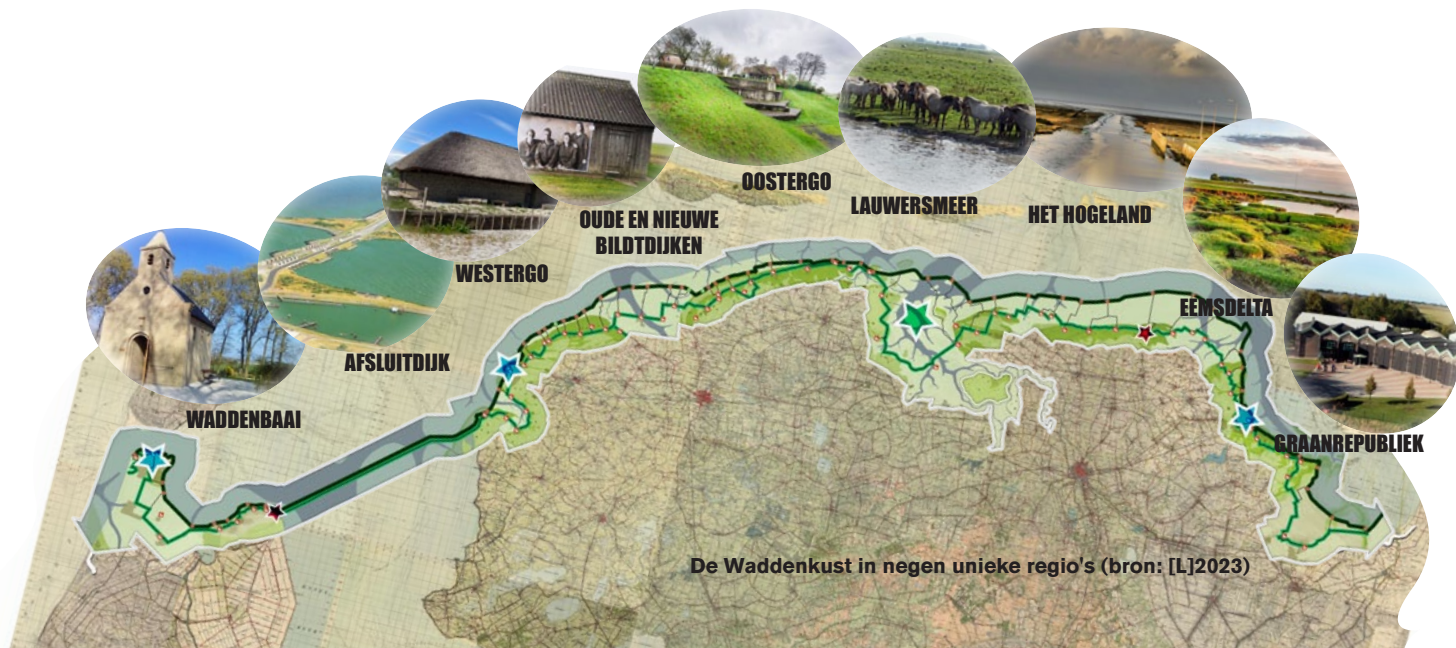 OOSTERGO
LAUWERSMEER
HET HOGELAND
OUDE EN NIEUWE
BILDTDIJKEN
WESTERGO
EEMSDELTA
AFSLUITDIJK
WADDENBAAI
GRAANREPUBLIEK
De Waddenkust in negen unieke regio's (bron: [L]2023)